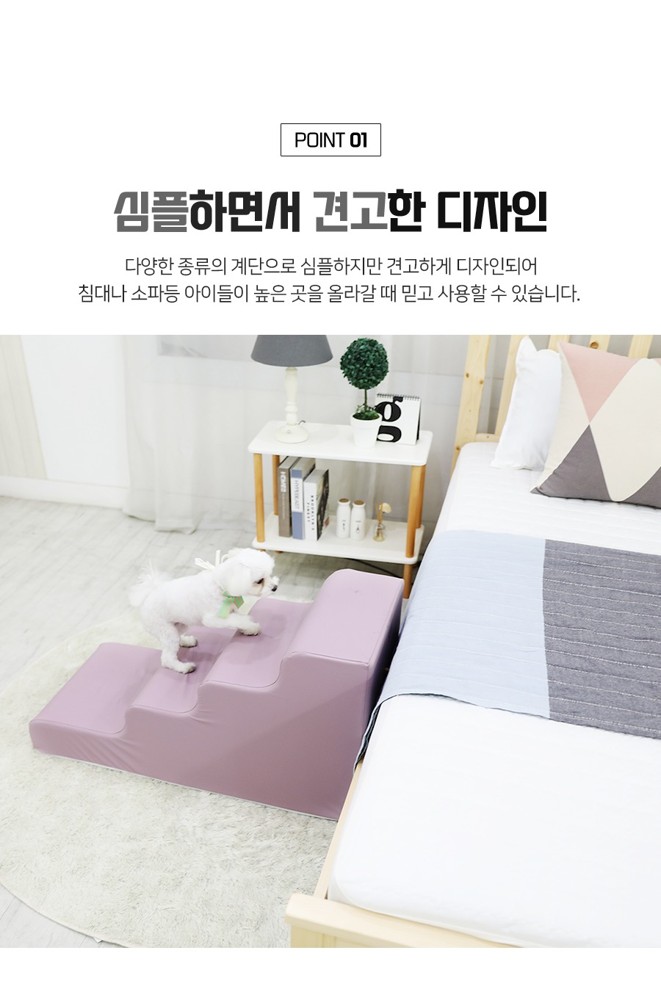 POINT 01
심플하면서 견고한 디자인
다양한 종류의 계단으로 심플하지만 견고하게 디자인되어
침대나 소파등 아이들이 높은 곳을 올라갈 때 믿고 사용할 수 있습니다.